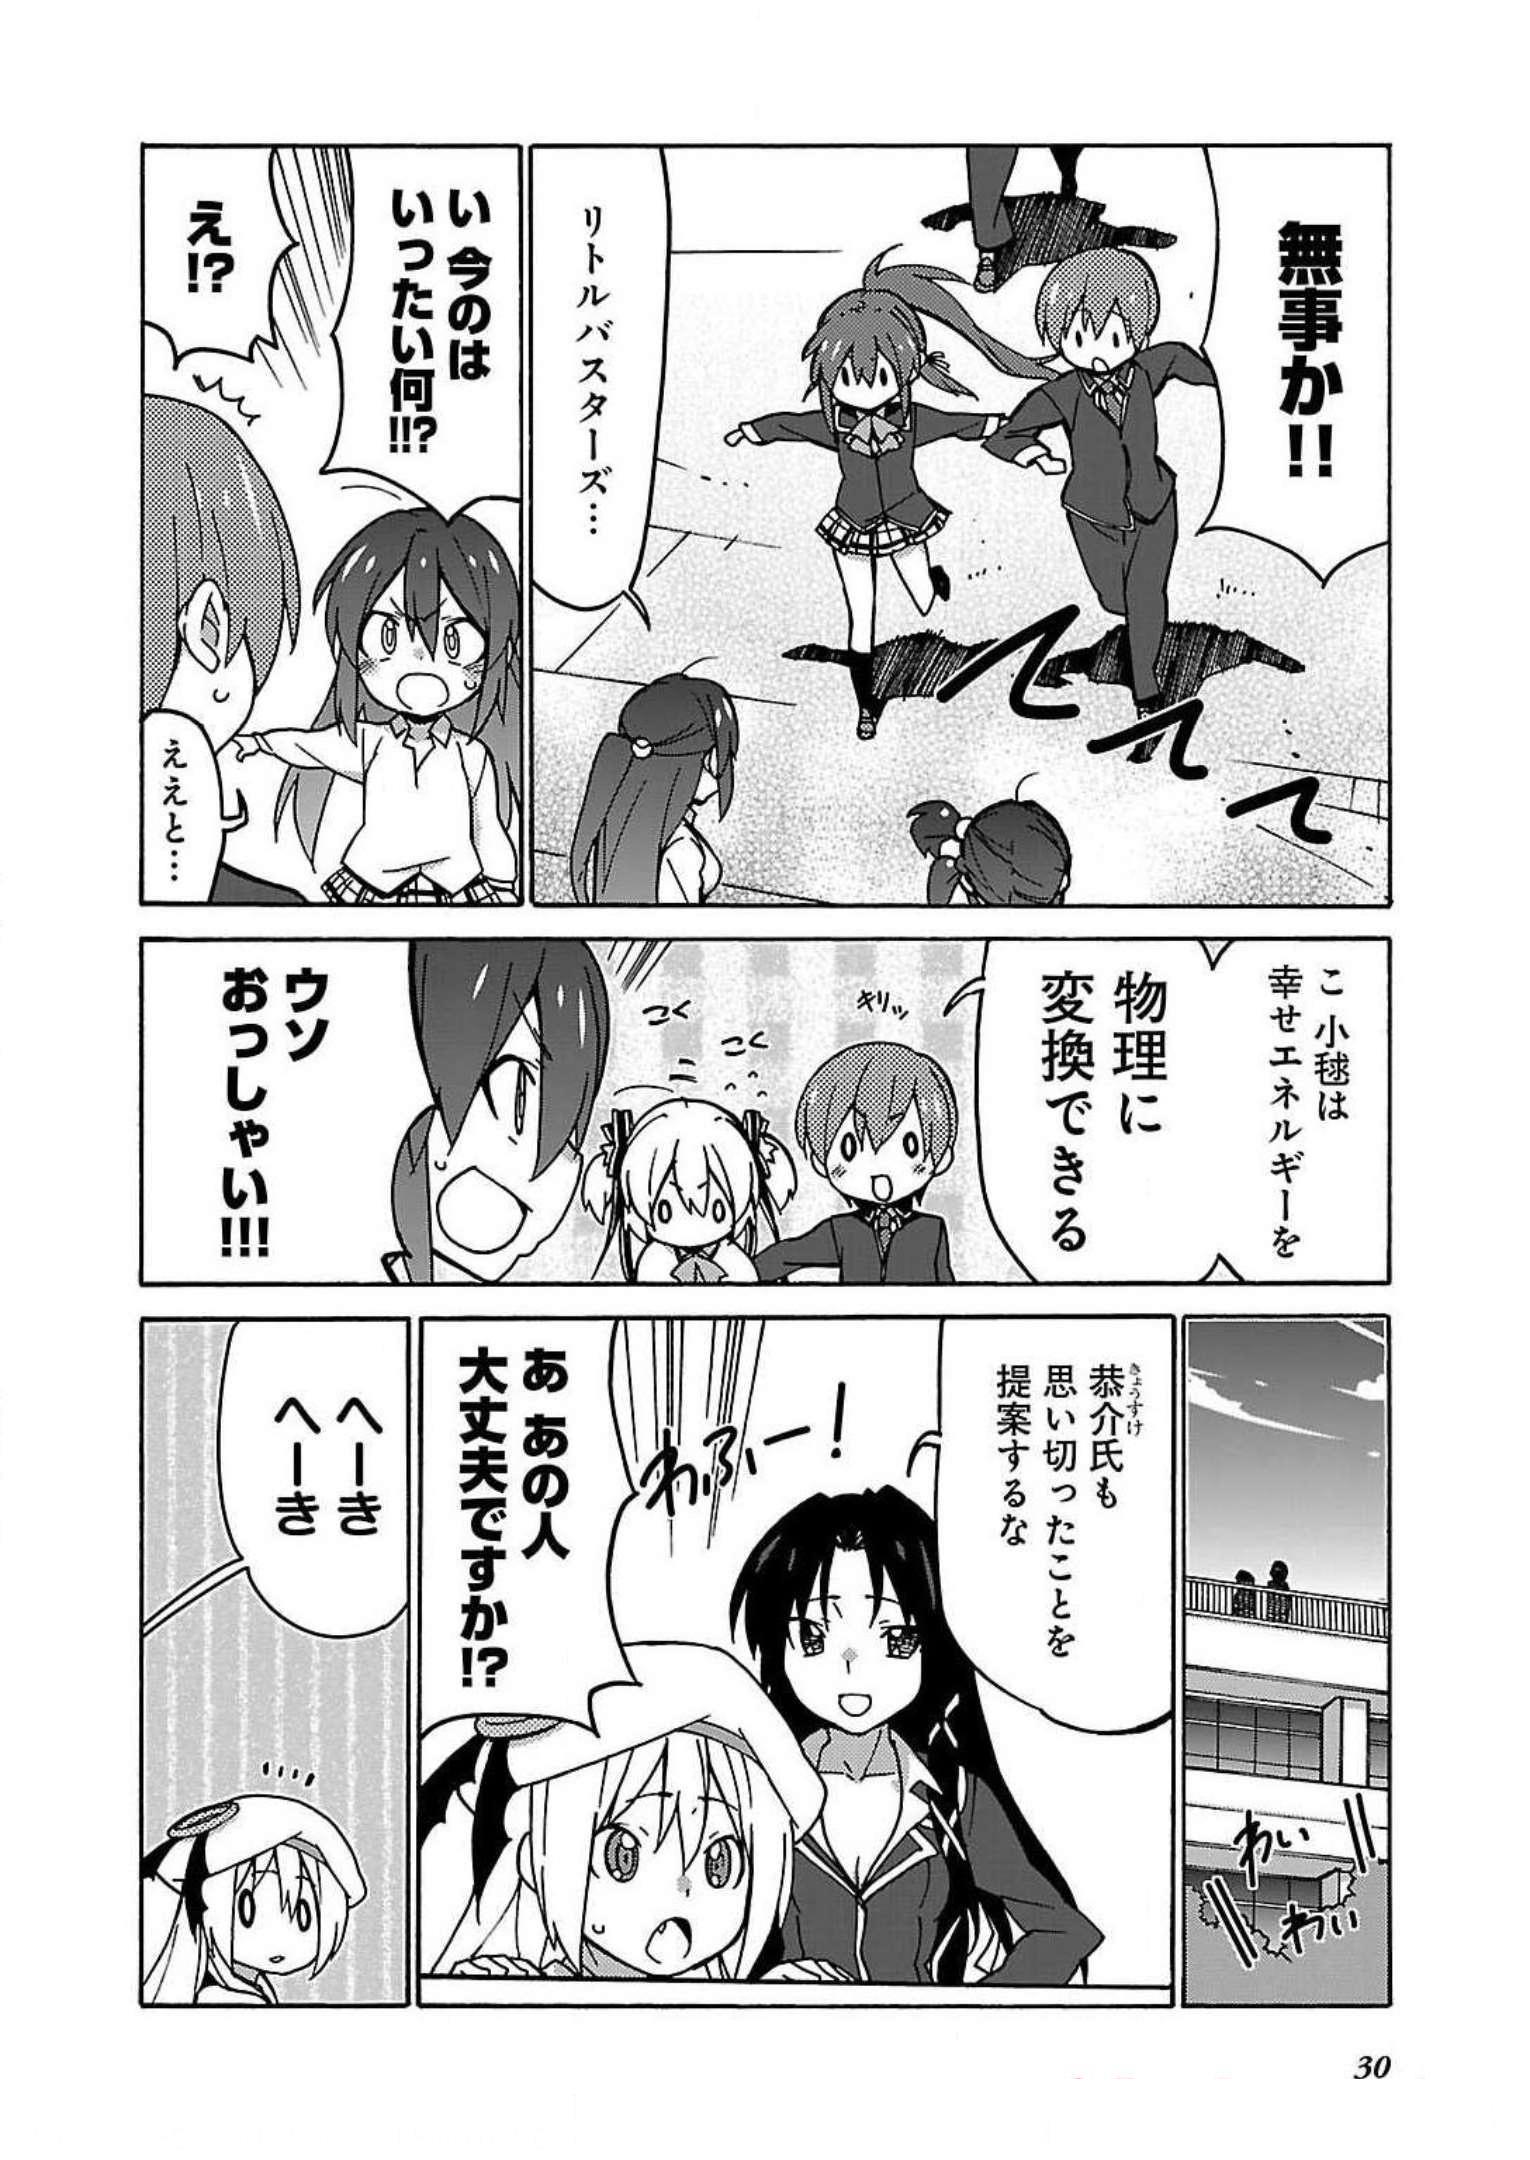 無事か!!
リトルバスターズ…
てててて
い 今のは
いったい何!!?
え!?
ええと…
こ 小毬は
幸せエネルギーを
物理に
変換できる
キリッ
こく
こく
ウソ
おっしゃい!!!
わい
わい
恭介氏も
きょうすけ
思い切ったことを
提案するな
わふー!
あ あの人
大丈夫ですか!?
へーき
へーき
30